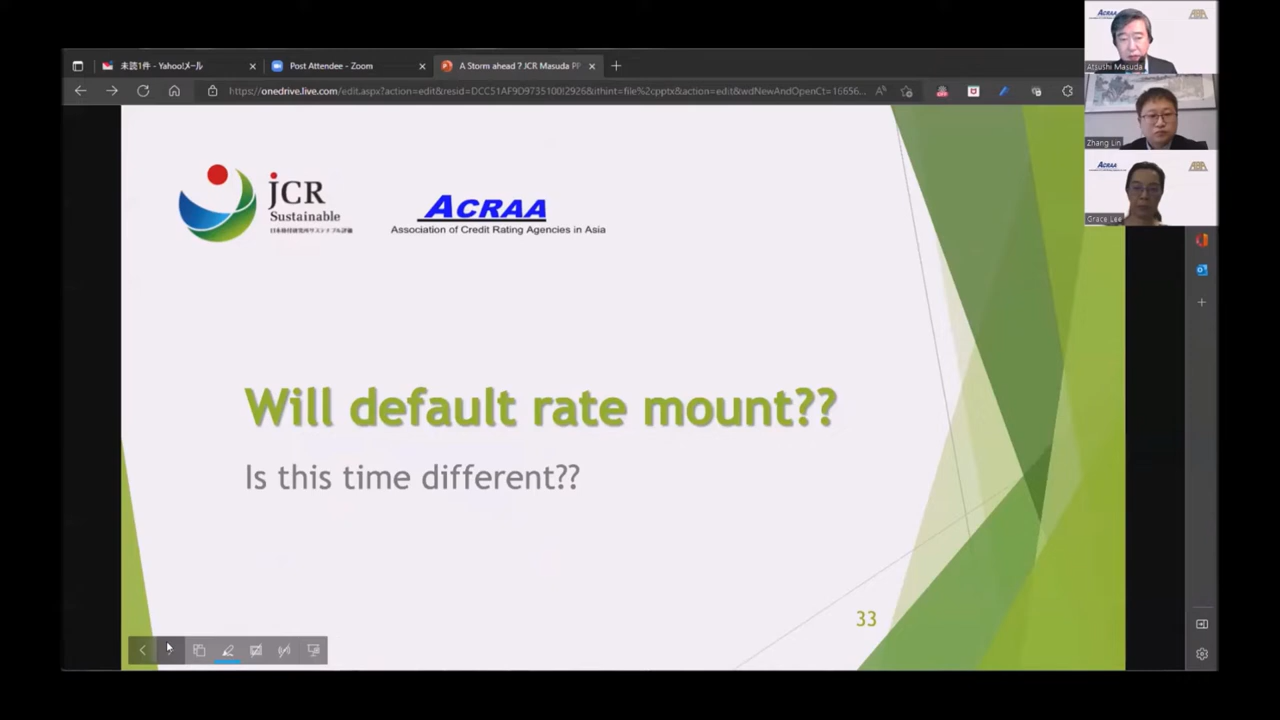 未読1件 - Yahoo!メール
Post Attendee - Zoom
A Storm ahead ? JCR Masuda PP
https://onedrive.live.com/edit.aspx?action=edit&resid=DCC51AF9D9735100!2926&ithint=file%2cpptx&action=edit&wdNewAndOpenCt=16656...
JCR
Sustainable
ACRAA
Association of Credit Rating Agencies in Asia
Will default rate mount??
Is this time different??
33
ACRAA
Atsushi Masuda
Zhang Lin
ACRAA
Grace Lee